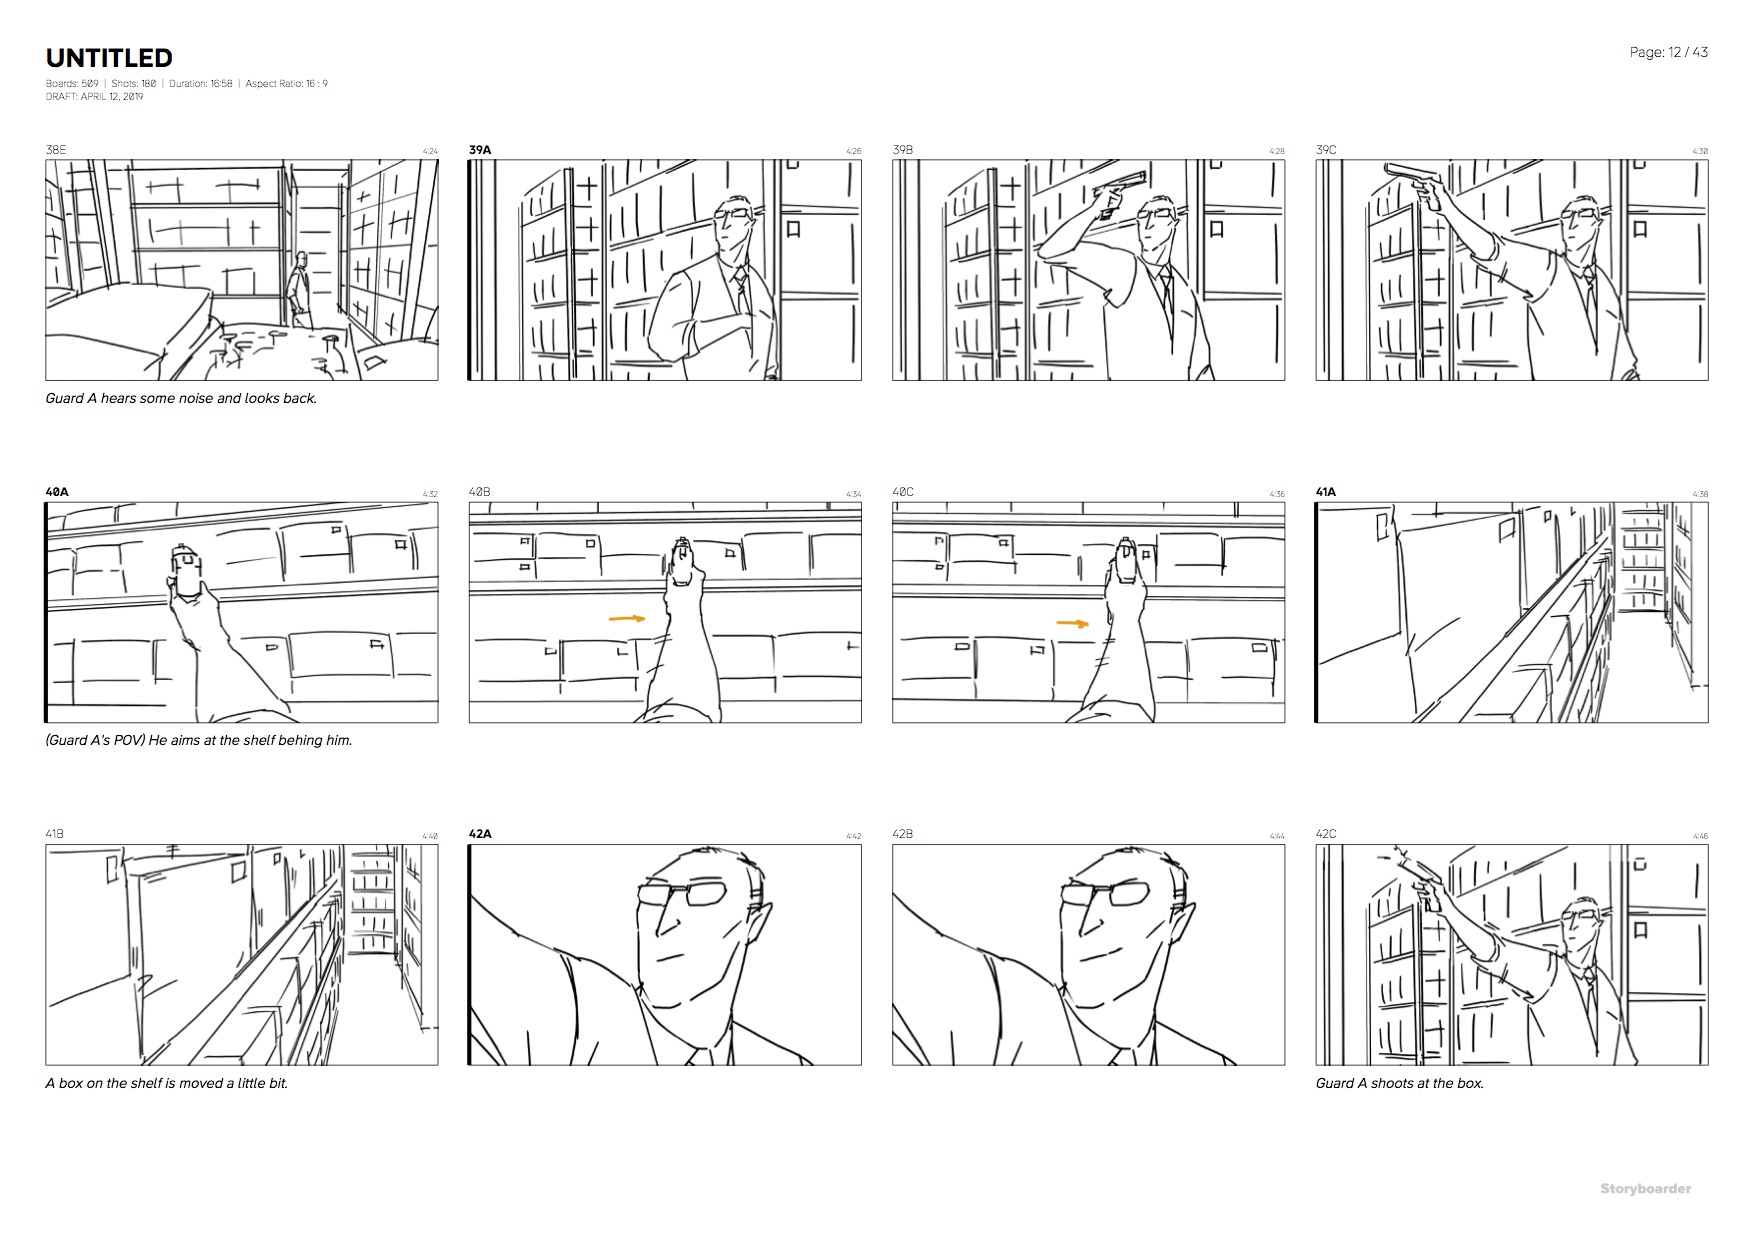 UNTITLED
Page: 12 / 43
Boards: 509 | Shots: 180 | Duration: 16:58 | Aspect Ratio: 16 : 9
DRAFT: APRIL 12, 2019
38E 4:24
39A 4:26
39B 4:28
39C 4:30
Guard A hears some noise and looks back.
40A 4:32
40B 4:34
40C 4:36
41A 4:38
(Guard A's POV) He aims at the shelf behing him.
41B 4:40
42A 4:42
42B 4:44
42C 4:46
A box on the shelf is moved a little bit.
Guard A shoots at the box.
Storyboarder